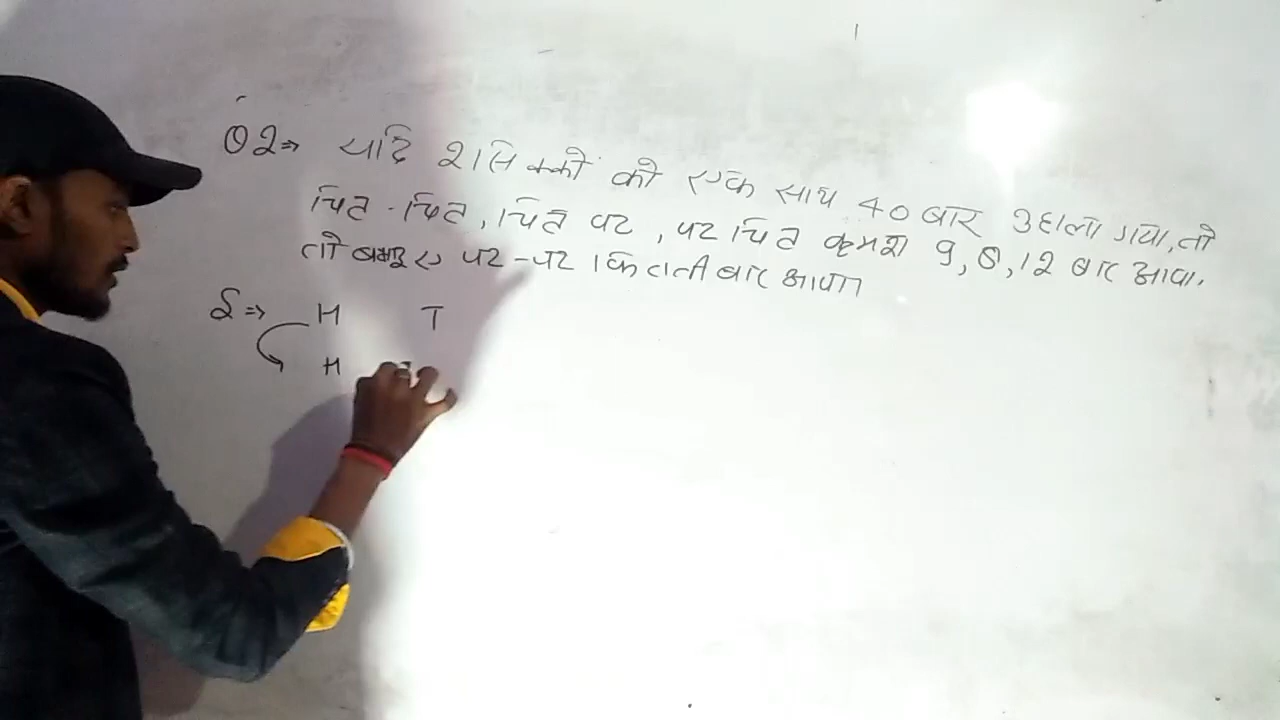 Q2⇒ यदि 2 सिक्को को एक साथ 40 बार उछाला गया, तो
चित - चित, चित पट, पट चित क्रमश 9, 8, 12 बार आया.
तो बताइए पट - पट कितनी बार आया
S⇒ H T
H